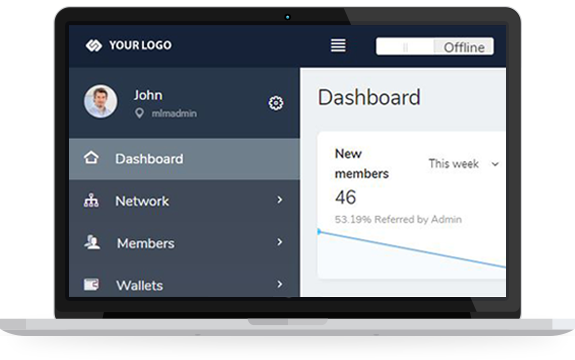 YOUR LOGO
Offline
John
mlmadmin
Dashboard
Network
Members
Wallets
Dashboard
New
members
This week
46
53.19% Referred by Admin